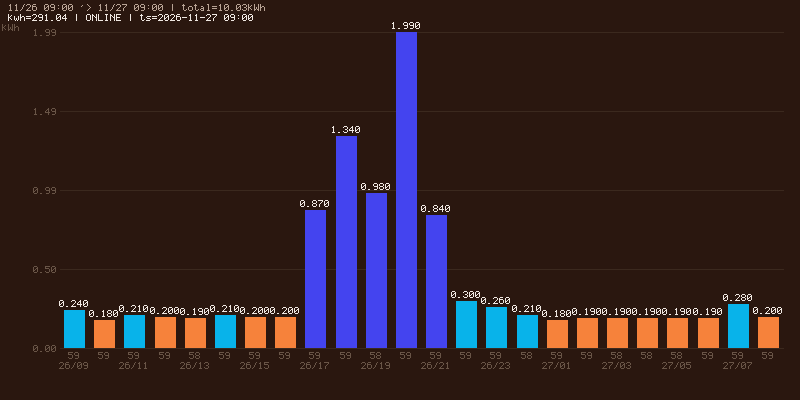 11/26 09:00 -> 11/27 09:00 | total=10.03kWh
Kwh=291.04 | ONLINE | ts=2026-11-27 09:00
kWh
1.99
1.49
0.99
0.50
0.00
0.240 0.180 0.210 0.200 0.190 0.210 0.200 0.200 0.870 1.340 0.980 1.990 0.840 0.300 0.260 0.210 0.180 0.190 0.190 0.190 0.190 0.190 0.280 0.200
59 59 59 59 58 59 59 59 59 59 58 59 59 59 59 58 59 59 58 58 58 59 59 59
26/09 26/11 26/13 26/15 26/17 26/19 26/21 26/23 27/01 27/03 27/05 27/07